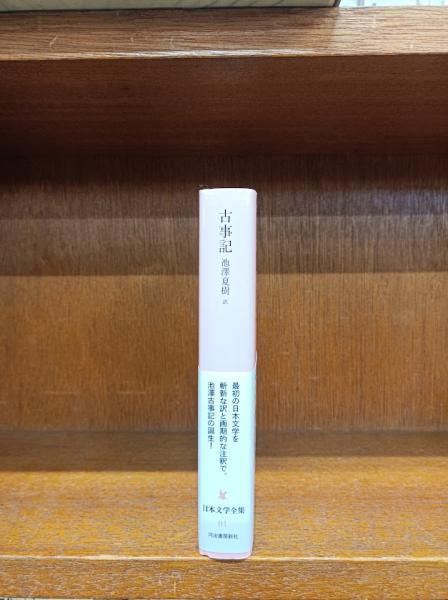 古事記
池澤夏樹
訳
最初の日本文学を
斬新な訳と画期的な注釈で。
池澤古事記の誕生!
日本文学全集
01
河出書房新社